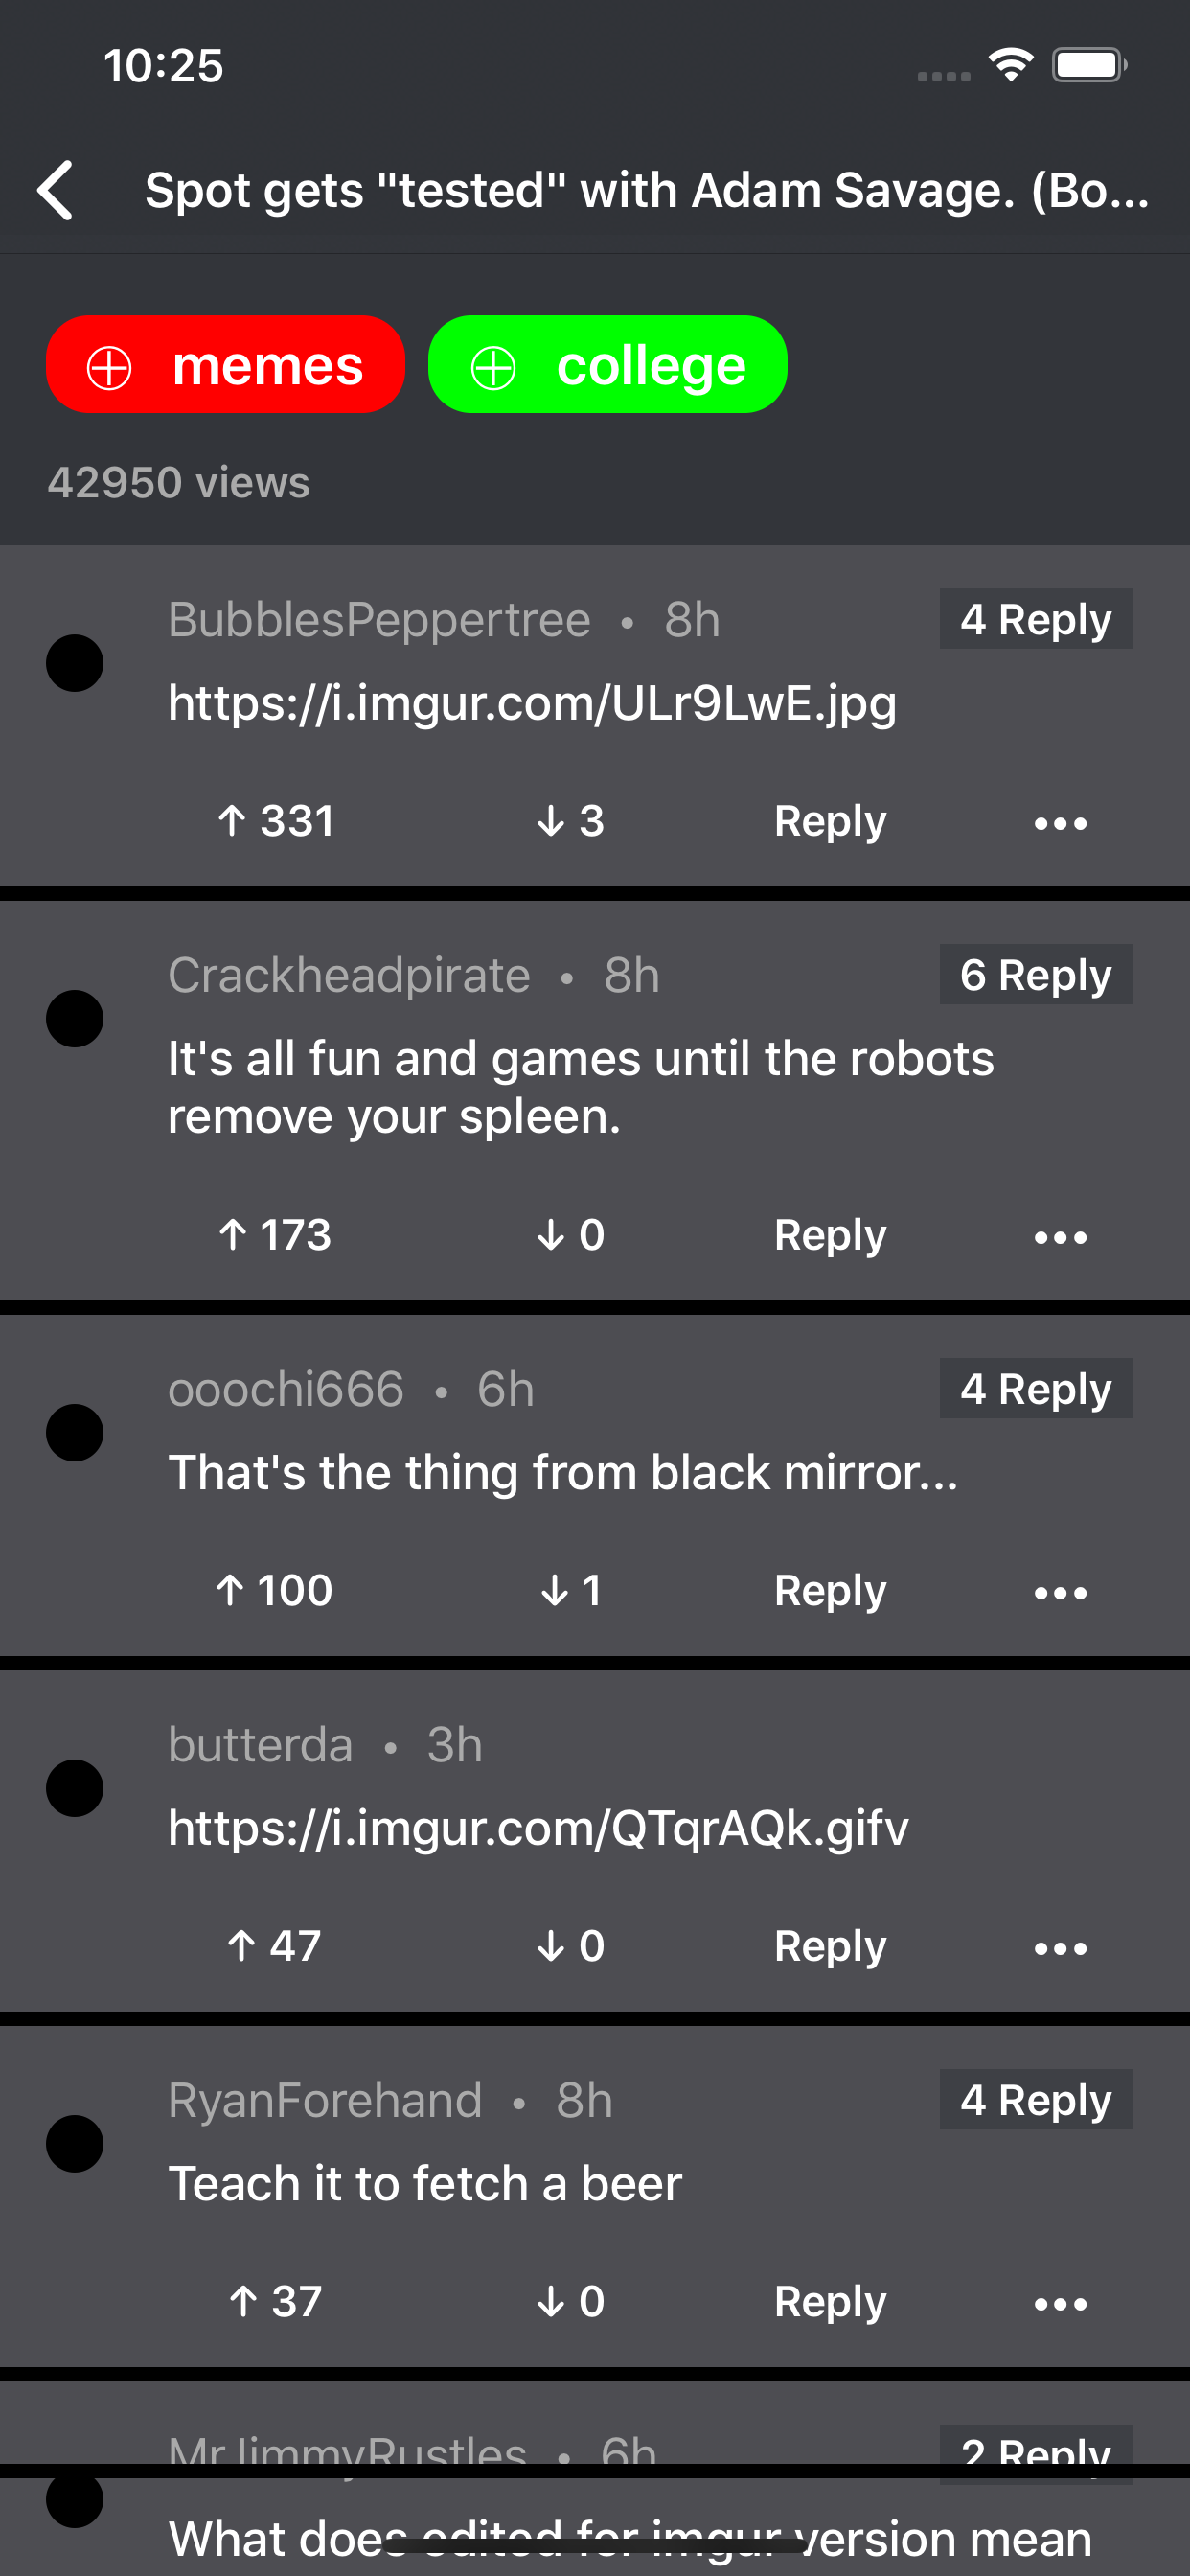 10:25
Spot gets "tested" with Adam Savage. (Bo...
memes college
42950 views
BubblesPeppertree • 8h 4 Reply
https://i.imgur.com/ULr9LwE.jpg
↑ 331 ↓ 3 Reply •••
Crackheadpirate • 8h 6 Reply
It's all fun and games until the robots
remove your spleen.
↑ 173 ↓ 0 Reply •••
ooochi666 • 6h 4 Reply
That's the thing from black mirror...
↑ 100 ↓ 1 Reply •••
butterda • 3h
https://i.imgur.com/QTqrAQk.gifv
↑ 47 ↓ 0 Reply •••
RyanForehand • 8h 4 Reply
Teach it to fetch a beer
↑ 37 ↓ 0 Reply •••
MrJimmyRustles • 6h 2 Reply
What does edited for imgur version mean